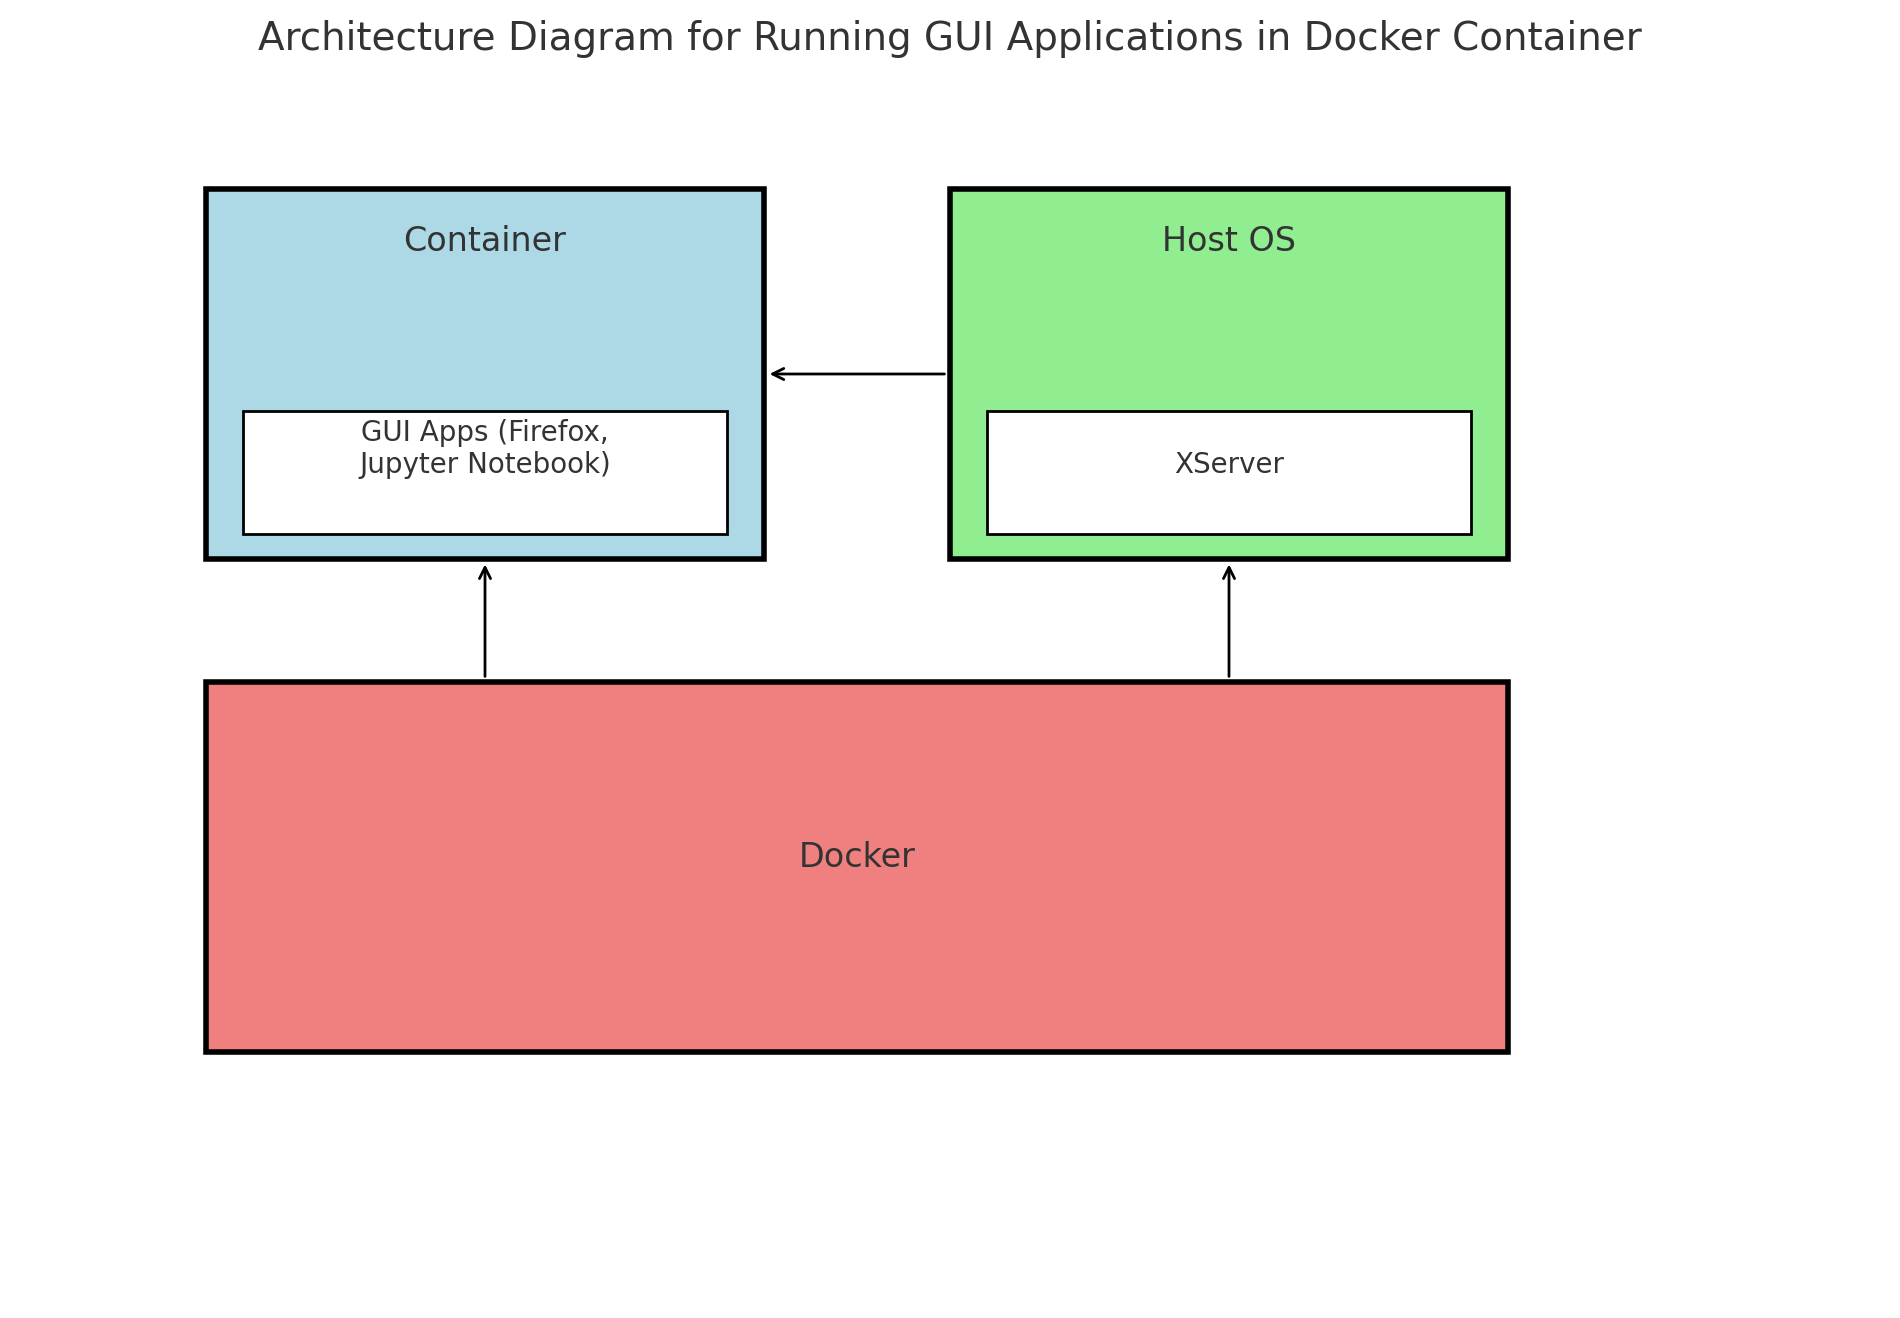 Architecture Diagram for Running GUI Applications in Docker Container
Container
Host OS
GUI Apps (Firefox,
Jupyter Notebook)
XServer
Docker